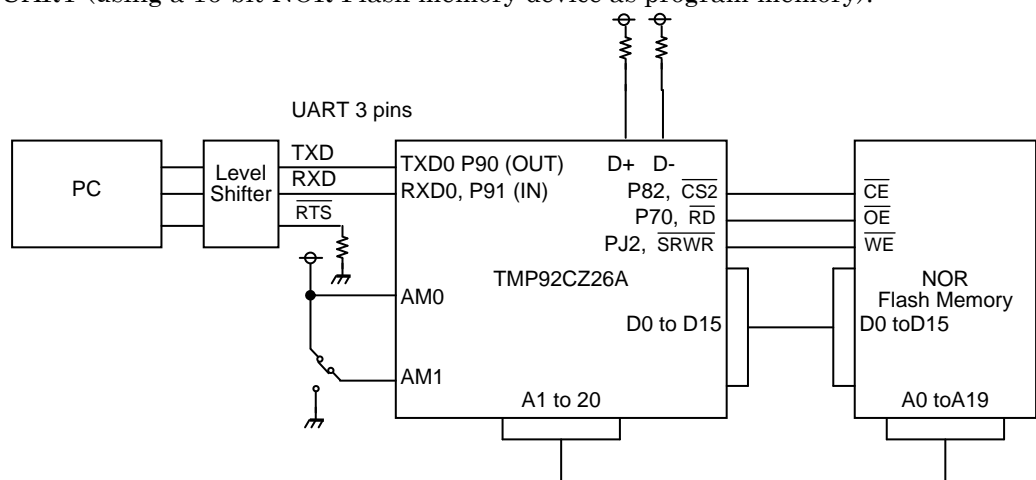 UART (using a 16-bit NOR Flash memory device as program memory).
UART 3 pins
PC
Level
Shifter
TXD
RXD
RTS
TXD0 P90 (OUT)
RXD0, P91 (IN)
D+ D-
P82, CS2
P70, RD
PJ2, SRWR
TMP92CZ26A
AM0
AM1
D0 to D15
A1 to 20
CE
OE
WE
NOR
Flash Memory
D0 toD15
A0 toA19